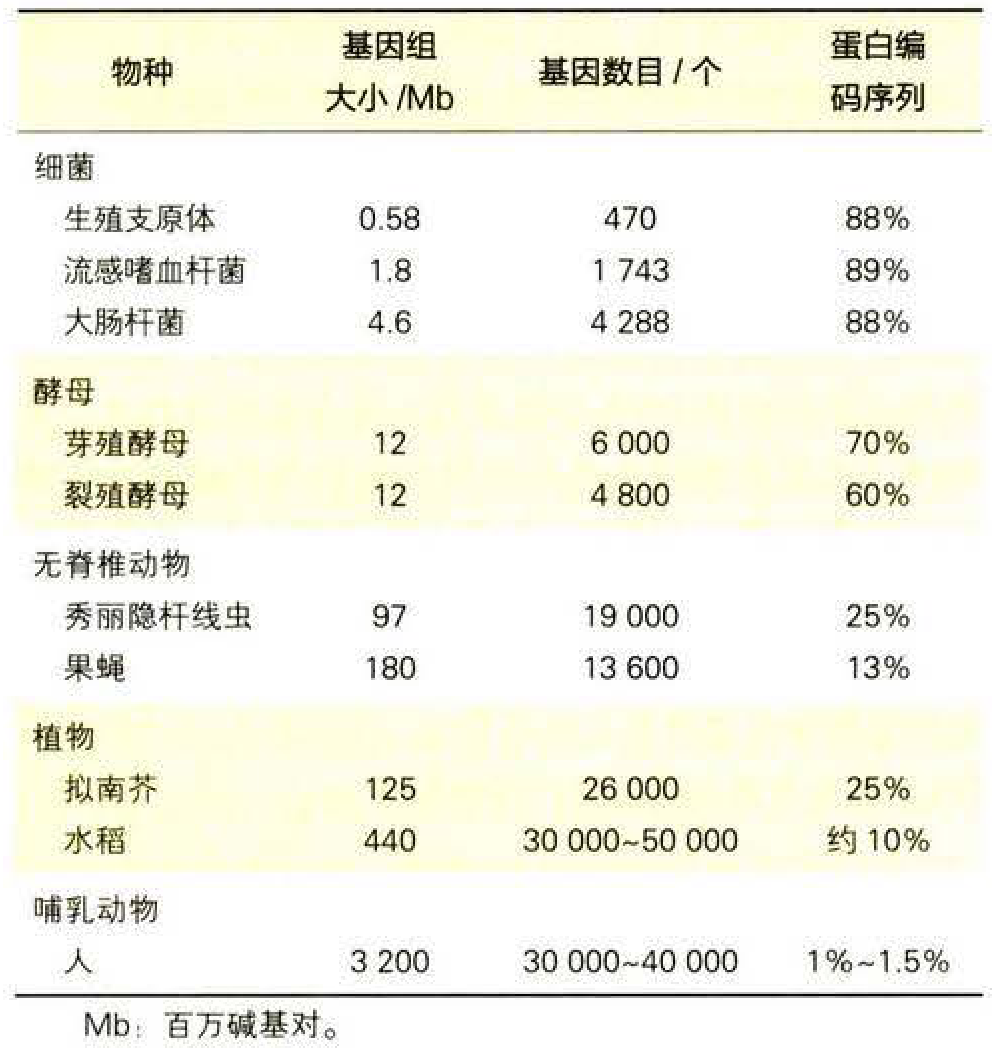 物种 基因组大小/Mb 基因数目/个 蛋白编码序列
细菌
生殖支原体 0.58 470 88%
流感嗜血杆菌 1.8 1 743 89%
大肠杆菌 4.6 4 288 88%
酵母
芽殖酵母 12 6 000 70%
裂殖酵母 12 4 800 60%
无脊椎动物
秀丽隐杆线虫 97 19 000 25%
果蝇 180 13 600 13%
植物
拟南芥 125 26 000 25%
水稻 440 30 000~50 000 约10%
哺乳动物
人 3 200 30 000~40 000 1%~1.5%
Mb：百万碱基对。